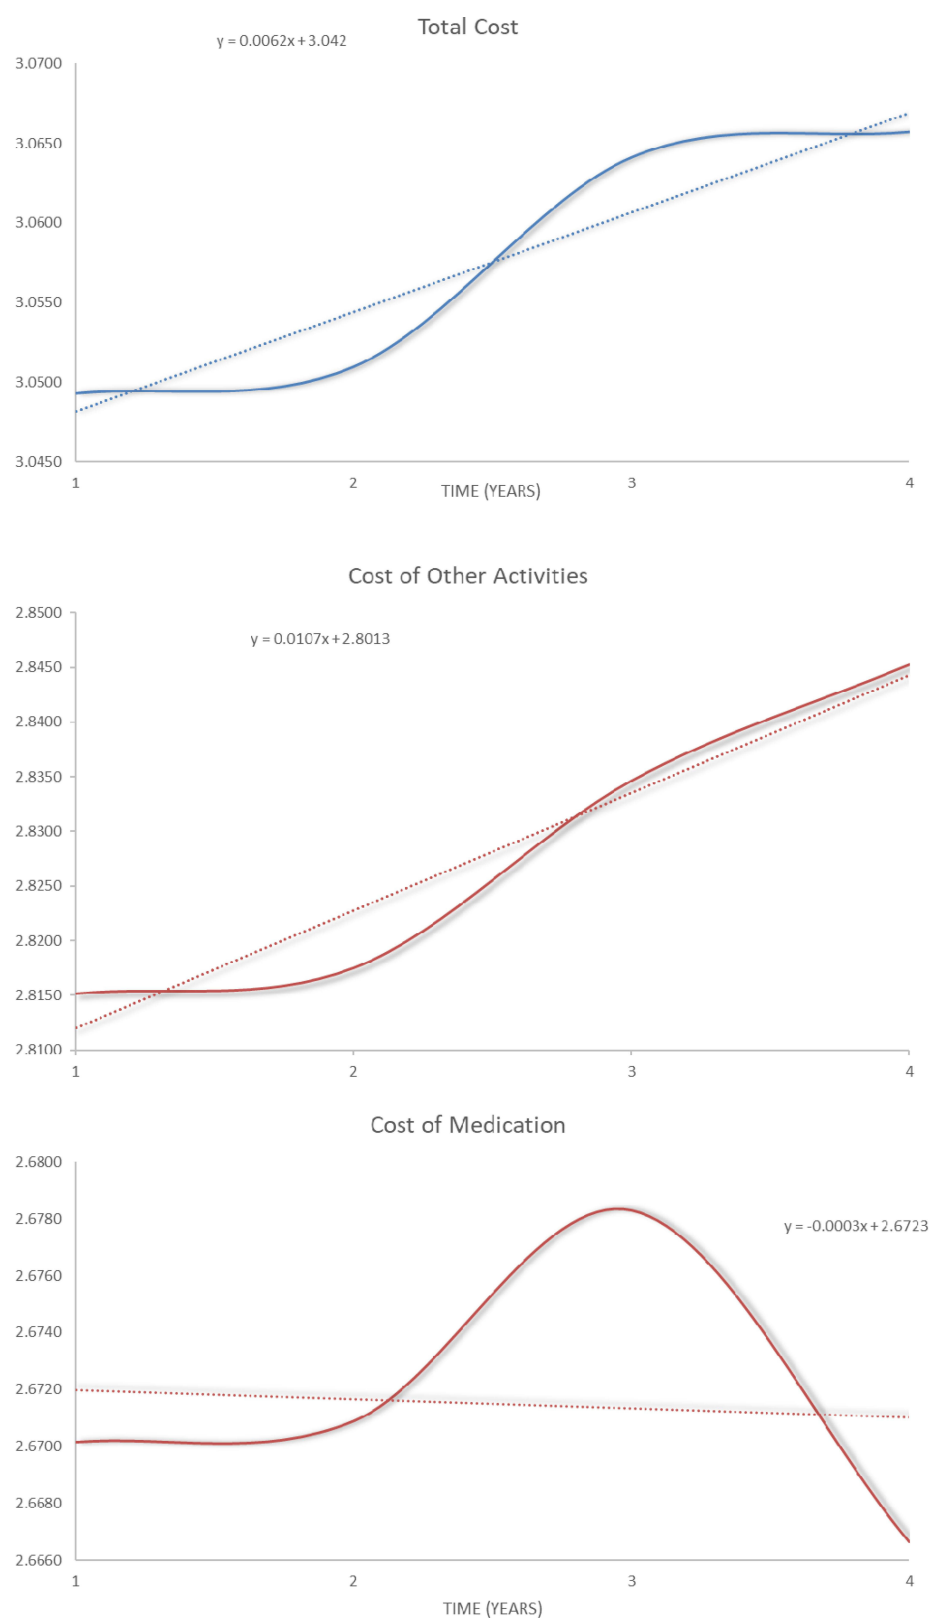 Total Cost
y = 0.0062x + 3.042
3.0700
3.0650
3.0600
3.0550
3.0500
3.0450
1 2 3 4
TIME (YEARS)
Cost of Other Activities
2.8500
y = 0.0107x + 2.8013
2.8450
2.8400
2.8350
2.8300
2.8250
2.8200
2.8150
2.8100
1 2 3 4
Cost of Medication
2.6800
2.6780
y = -0.0003x + 2.6723
2.6760
2.6740
2.6720
2.6700
2.6680
2.6660
1 2 3 4
TIME (YEARS)